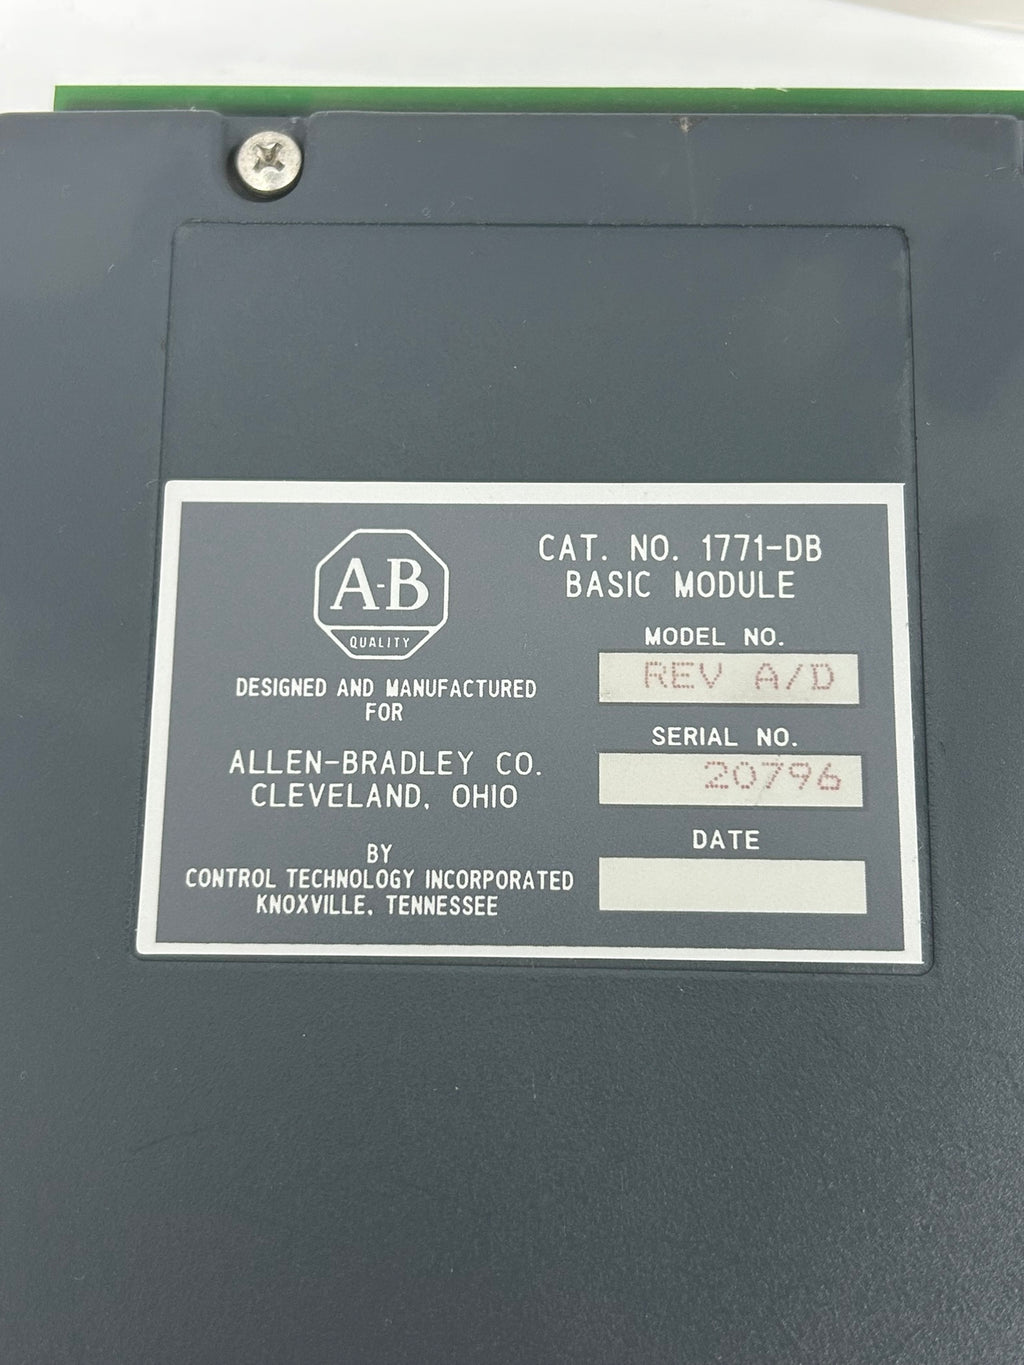 A-B
QUALITY
DESIGNED AND MANUFACTURED
FOR
ALLEN-BRADLEY CO.
CLEVELAND, OHIO
BY
CONTROL TECHNOLOGY INCORPORATED
KNOXVILLE, TENNESSEE
CAT. NO. 1771-DB
BASIC MODULE
MODEL NO.
REV A/D
SERIAL NO.
20796
DATE